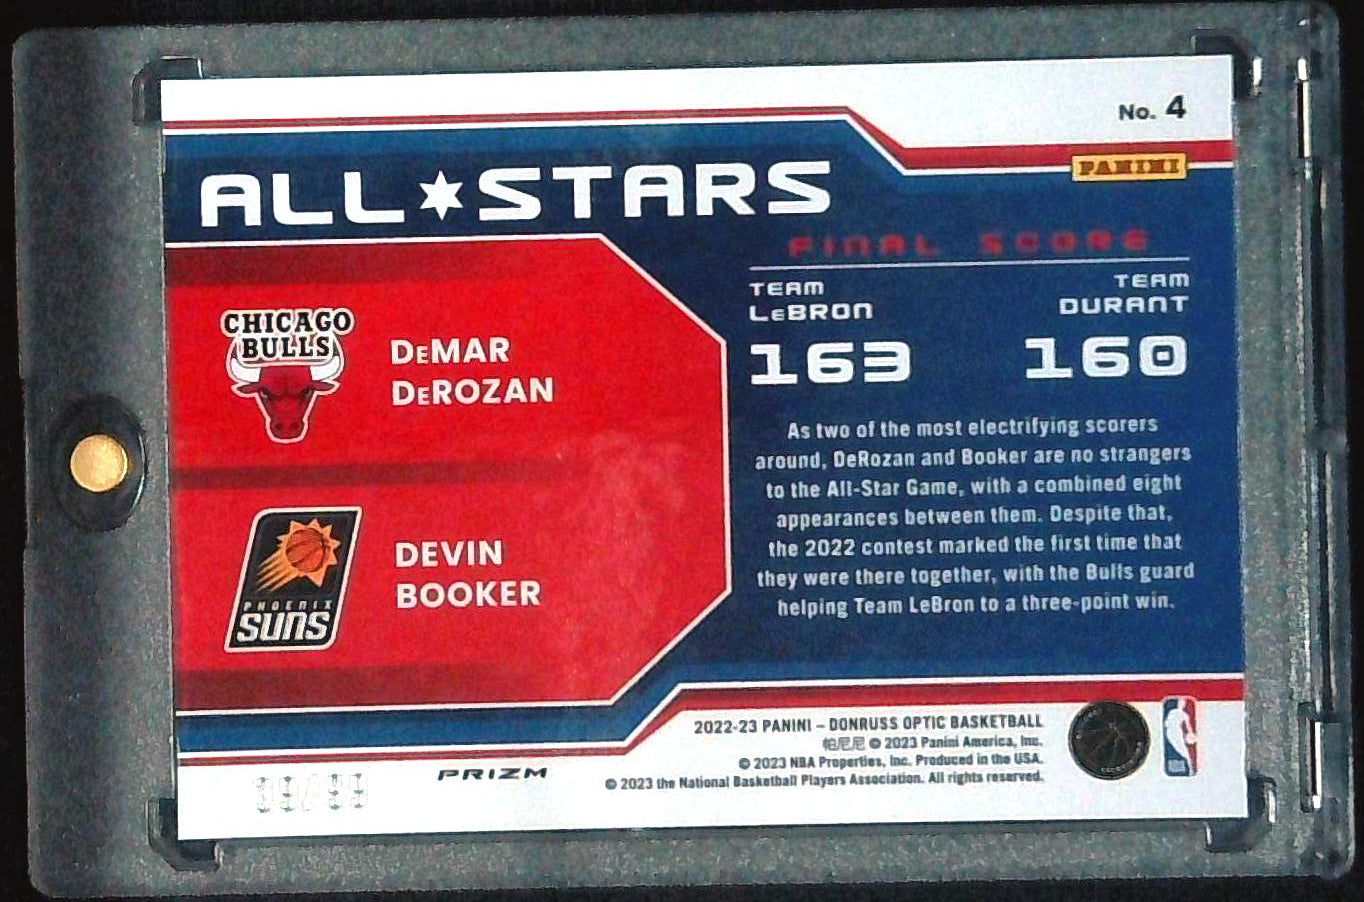 No. 4
PANINI
ALL★STARS
FINAL SCORE
TEAM LeBRON
163
TEAM DURANT
160
CHICAGO
BULLS
DeMAR
DeROZAN
PHOENIX
SUNS
DEVIN
BOOKER
As two of the most electrifying scorers
around, DeRozan and Booker are no strangers
to the All-Star Game, with a combined eight
appearances between them. Despite that,
the 2022 contest marked the first time that
they were there together, with the Bulls guard
helping Team LeBron to a three-point win.
2022-23 PANINI – DONRUSS OPTIC BASKETBALL
帕尼尼 © 2023 Panini America, Inc.
© 2023 NBA Properties, Inc. Produced in the USA.
© 2023 the National Basketball Players Association. All rights reserved.
PRIZM
NBA